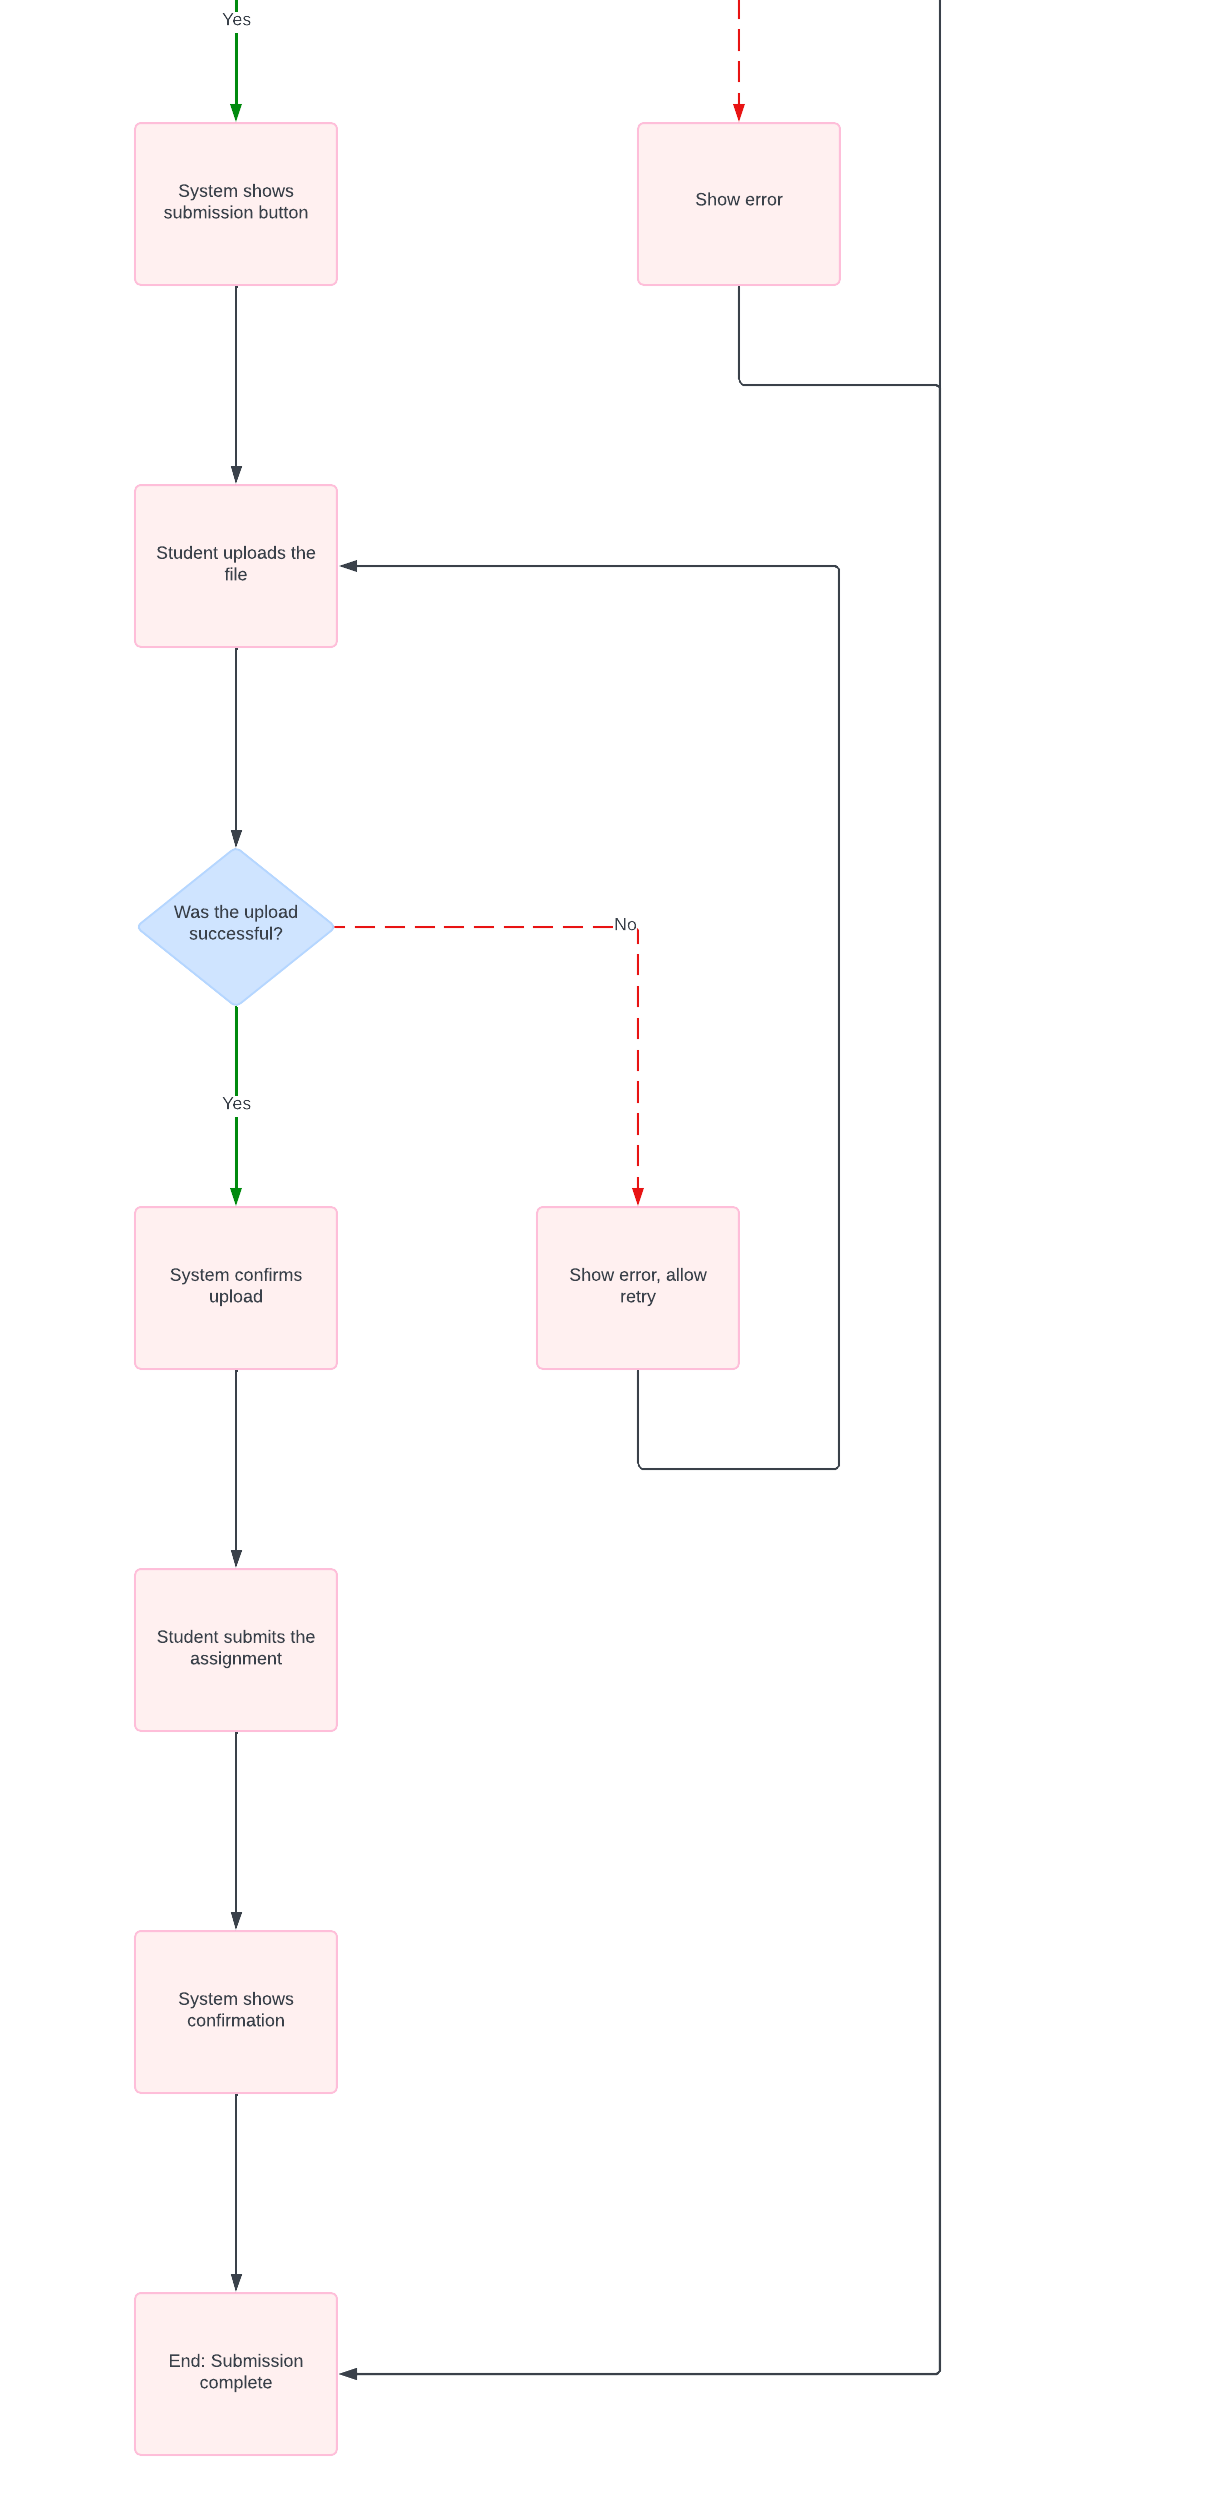 Yes
System shows
submission button
Show error
Student uploads the
file
Was the upload
successful?
No
Yes
System confirms
upload
Show error, allow
retry
Student submits the
assignment
System shows
confirmation
End: Submission
complete